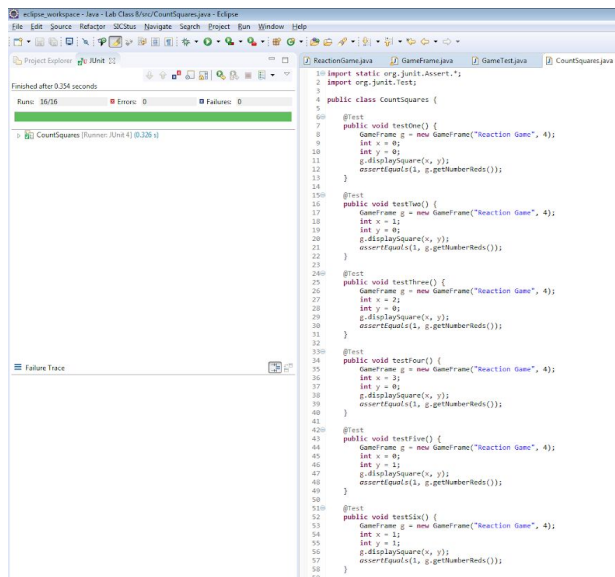 eclipse_workspace - Java - Lab Class 8/src/CountSquares.java - Eclipse
File Edit Source Refactor SICStus Navigate Search Project Run Window Help
Project Explorer JUnit
Finished after 0.354 seconds
Runs: 16/16 Errors: 0 Failures: 0
CountSquares [Runner: JUnit 4] (0.326 s)
Failure Trace
ReactionGame.java GameFrame.java GameTest.java CountSquares.java
1 import static org.junit.Assert.*;
2 import org.junit.Test;
3
4 public class CountSquares {
5
6 @Test
7 public void testOne() {
8 GameFrame g = new GameFrame("Reaction Game", 4);
9 int x = 0;
10 int y = 0;
11 g.displaySquare(x, y);
12 assertEquals(1, g.getNumberReds());
13 }
14
15 @Test
16 public void testTwo() {
17 GameFrame g = new GameFrame("Reaction Game", 4);
18 int x = 1;
19 int y = 0;
20 g.displaySquare(x, y);
21 assertEquals(1, g.getNumberReds());
22 }
23
24 @Test
25 public void testThree() {
26 GameFrame g = new GameFrame("Reaction Game", 4);
27 int x = 2;
28 int y = 0;
29 g.displaySquare(x, y);
30 assertEquals(1, g.getNumberReds());
31 }
32
33 @Test
34 public void testFour() {
35 GameFrame g = new GameFrame("Reaction Game", 4);
36 int x = 3;
37 int y = 0;
38 g.displaySquare(x, y);
39 assertEquals(1, g.getNumberReds());
40 }
41
42 @Test
43 public void testFive() {
44 GameFrame g = new GameFrame("Reaction Game", 4);
45 int x = 0;
46 int y = 1;
47 g.displaySquare(x, y);
48 assertEquals(1, g.getNumberReds());
49 }
50
51 @Test
52 public void testSix() {
53 GameFrame g = new GameFrame("Reaction Game", 4);
54 int x = 1;
55 int y = 1;
56 g.displaySquare(x, y);
57 assertEquals(1, g.getNumberReds());
58 }